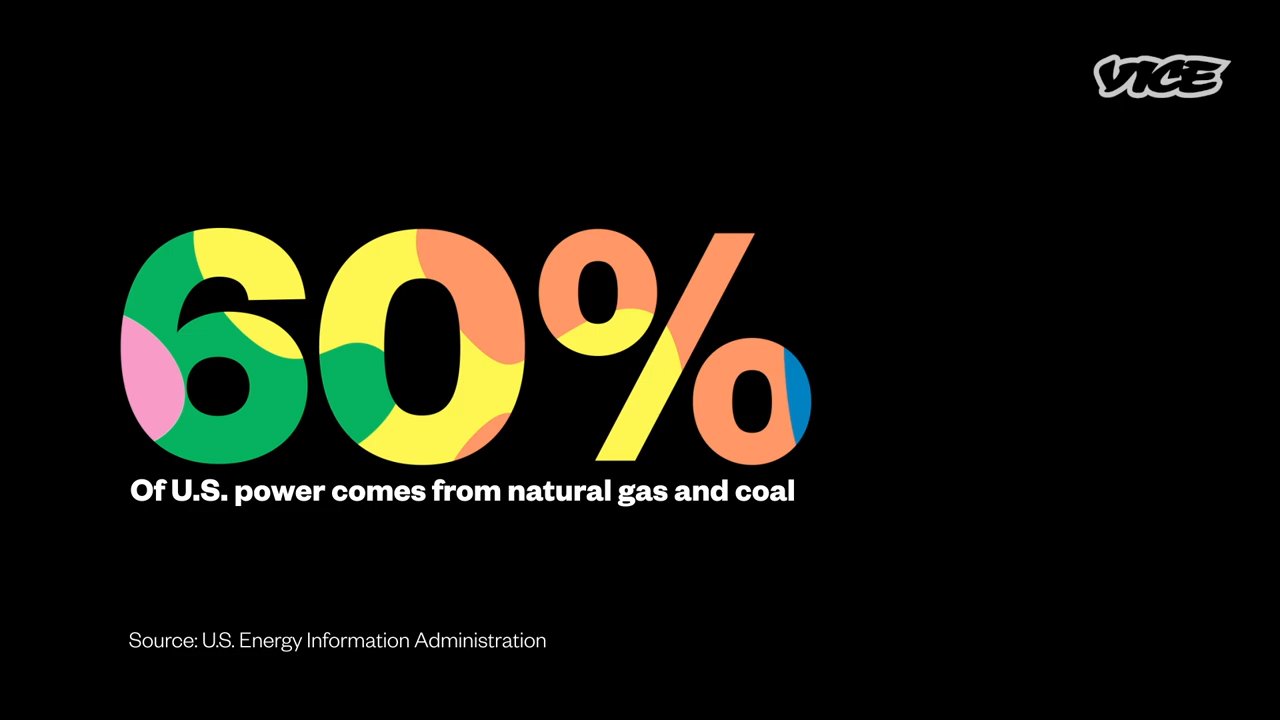 VICE
60%
Of U.S. power comes from natural gas and coal
Source: U.S. Energy Information Administration